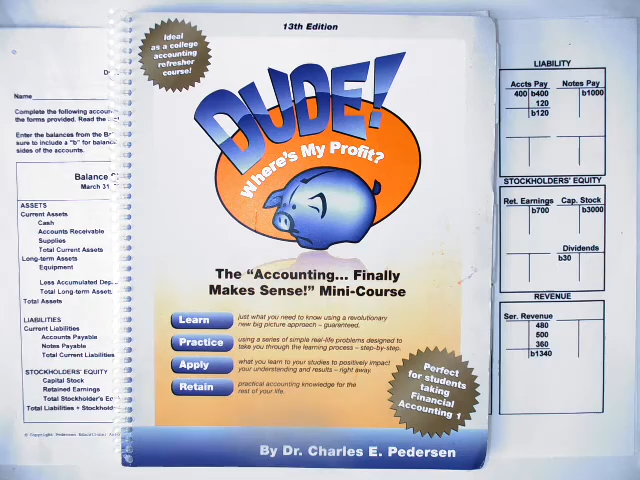 13th Edition
Ideal
as a college
accounting
refresher
course!
DUDE!
Where's My Profit?
The “Accounting... Finally
Makes Sense!” Mini-Course
Learn
just what you need to know using a revolutionary
new big picture approach – guaranteed.
Practice
using a series of simple real-life problems designed to
take you through the learning process – step-by-step.
Apply
what you learn to your studies to positively impact
your understanding and results – right away.
Retain
practical accounting knowledge for the
rest of your life.
Perfect
for students
taking
Financial
Accounting 1
By Dr. Charles E. Pedersen
Name
Complete the following
the forms provided. Read the
Enter the balances from the
sure to include a "b" for
sides of the accounts.
Balance
March 31,
ASSETS
Current Assets
Cash
Accounts Receivable
Supplies
Total Current Assets
Long-term Assets
Equipment
Less Accumulated
Total Long-term
Total Assets
LIABILITIES
Current Liabilities
Accounts Payable
Notes Payable
Total Current Liabilities
STOCKHOLDERS' EQUITY
Capital Stock
Retained Earnings
Total Stockholder's
Total Liabilities +
© Copyright Pedersen
LIABILITY
Accts Pay Notes Pay
400 b400 b1000
120
b120
STOCKHOLDERS' EQUITY
Ret. Earnings Cap. Stock
b700 b3000
Dividends
b30
REVENUE
Ser. Revenue
480
500
360
b1340